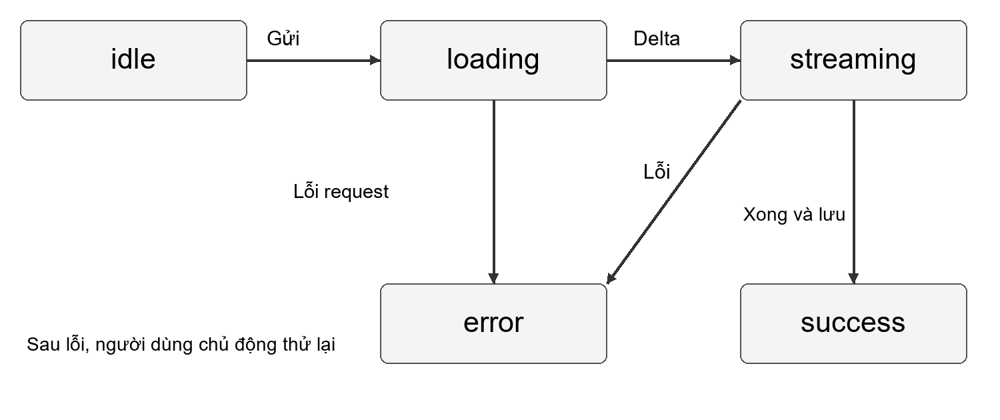 idle
Gửi
loading
Delta
streaming
Lỗi request
Lỗi
Xong và lưu
error
success
Sau lỗi, người dùng chủ động thử lại